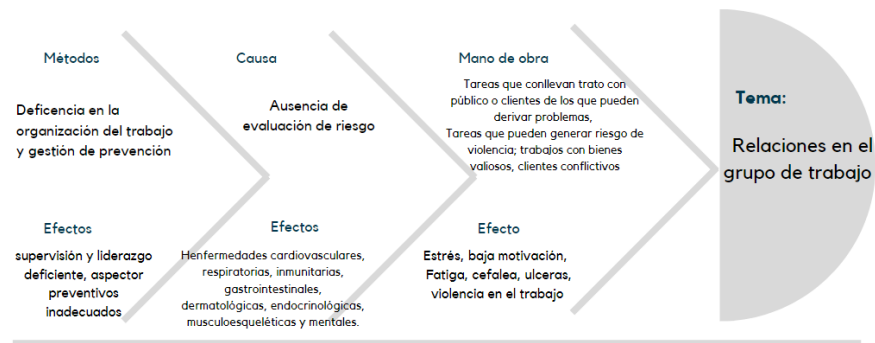 Métodos
Deficencia en la
organización del trabajo
y gestión de prevención
Causa
Ausencia de
evaluación de riesgo
Mano de obra
Tareas que conllevan trato con
público o clientes de los que pueden
derivar problemas,
Tareas que pueden generar riesgo de
violencia; trabajos con bienes
valiosos, clientes conflictivos
Tema:
Relaciones en el
grupo de trabajo
Efectos
supervisión y liderazgo
deficiente, aspector
preventivos
inadecuados
Efectos
Henfermedades cardiovasculares,
respiratorias, inmunitarias,
gastrointestinales,
dermatológicas, endocrinológicas,
musculoesqueléticas y mentales.
Efecto
Estrés, baja motivación,
Fatiga, cefalea, ulceras,
violencia en el trabajo